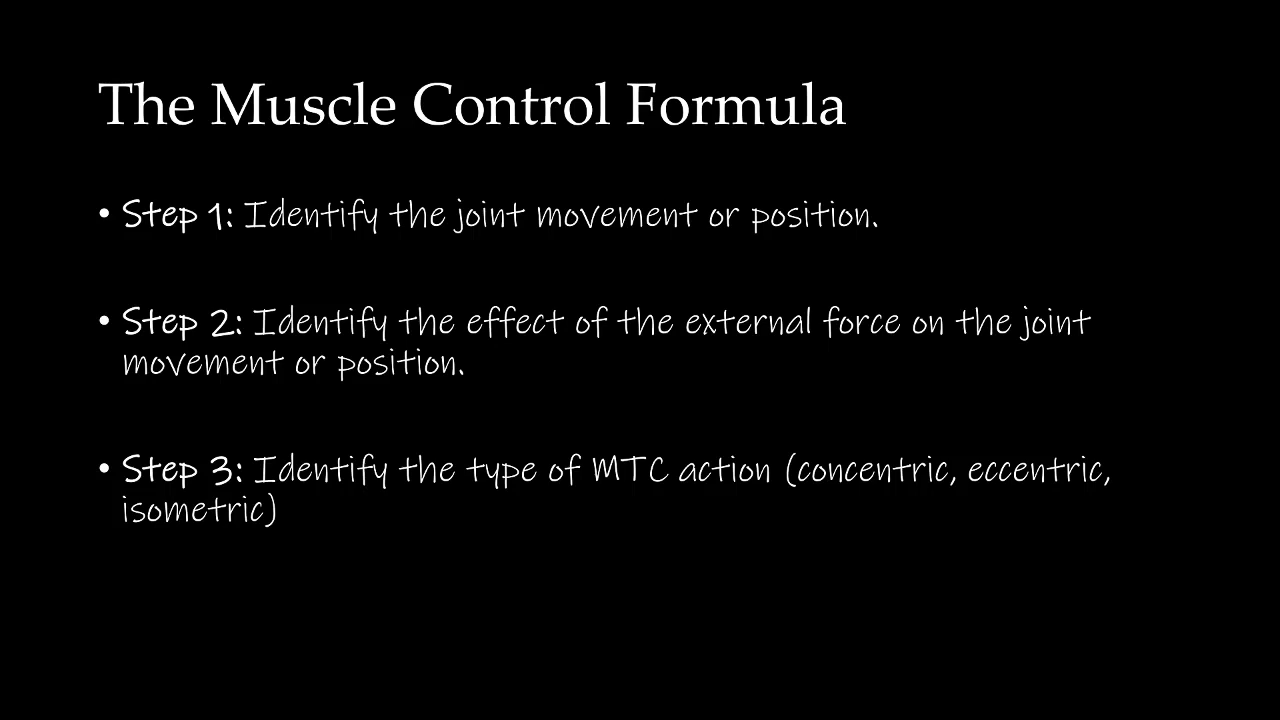 The Muscle Control Formula
• Step 1: Identify the joint movement or position.
• Step 2: Identify the effect of the external force on the joint
movement or position.
• Step 3: Identify the type of MTC action (concentric, eccentric,
isometric)